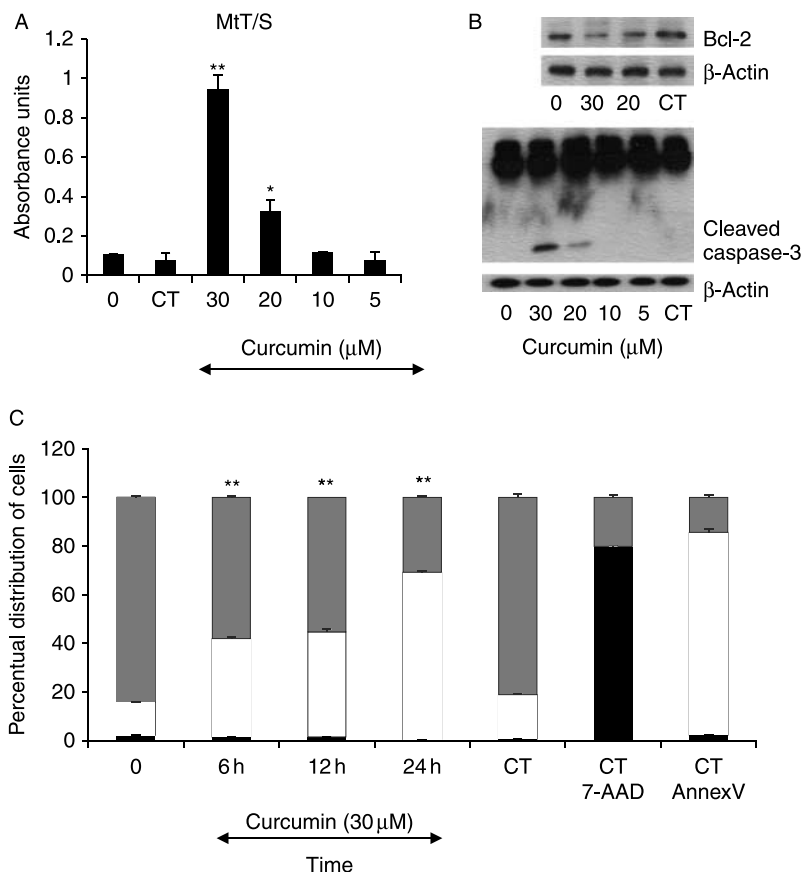 A
MtT/S
1.2
1
0.8
0.6
0.4
0.2
0
Absorbance units
**
*
0 CT 30 20 10 5
Curcumin (μM)
B
Bcl-2
β-Actin
0 30 20 CT
Cleaved
caspase-3
β-Actin
0 30 20 10 5 CT
Curcumin (μM)
C
120
100
80
60
40
20
0
Percentual distribution of cells
** ** **
0 6 h 12 h 24 h CT CT CT
7-AAD AnnexV
Curcumin (30 μM)
Time